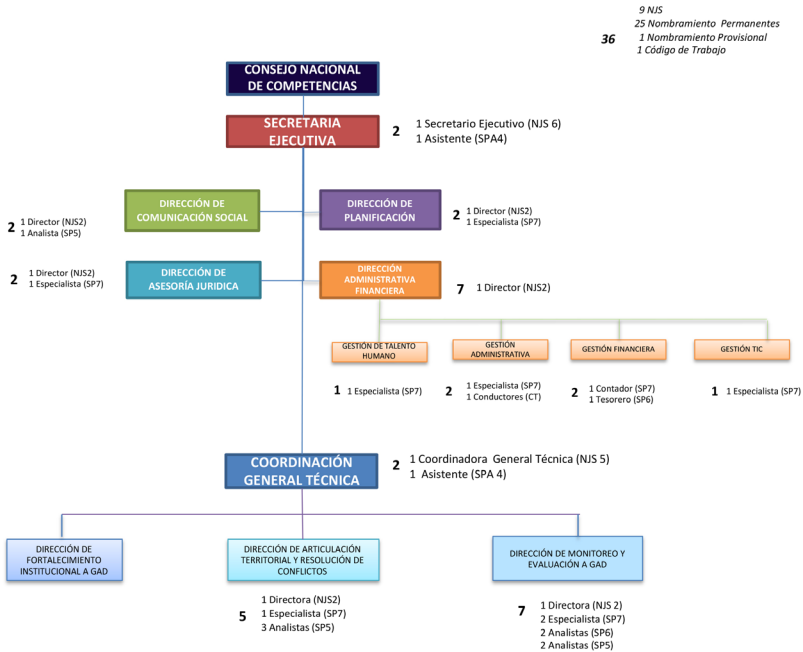 9 NJS
25 Nombramiento Permanentes
36
1 Nombramiento Provisional
1 Código de Trabajo
CONSEJO NACIONAL
DE COMPETENCIAS
SECRETARIA
EJECUTIVA
2
1 Secretario Ejecutivo (NJS 6)
1 Asistente (SPA4)
DIRECCIÓN DE
COMUNICACIÓN SOCIAL
2
1 Director (NJS2)
1 Analista (SP5)
DIRECCIÓN DE
PLANIFICACIÓN
2
1 Director (NJS2)
1 Especialista (SP7)
DIRECCIÓN DE
ASESORÍA JURIDICA
2
1 Director (NJS2)
1 Especialista (SP7)
DIRECCIÓN
ADMINISTRATIVA
FINANCIERA
7
1 Director (NJS2)
GESTIÓN DE TALENTO
HUMANO
1
1 Especialista (SP7)
GESTIÓN
ADMINISTRATIVA
2
1 Especialista (SP7)
1 Conductores (CT)
GESTIÓN FINANCIERA
2
1 Contador (SP7)
1 Tesorero (SP6)
GESTIÓN TIC
1
1 Especialista (SP7)
COORDINACIÓN
GENERAL TÉCNICA
2
1 Coordinadora General Técnica (NJS 5)
1 Asistente (SPA 4)
DIRECCIÓN DE
FORTALECIMIENTO
INSTITUCIONAL A GAD
DIRECCIÓN DE ARTICULACIÓN
TERRITORIAL Y RESOLUCIÓN DE
CONFLICTOS
5
1 Directora (NJS2)
1 Especialista (SP7)
3 Analistas (SP5)
DIRECCIÓN DE MONITOREO Y
EVALUACIÓN A GAD
7
1 Directora (NJS 2)
2 Especialista (SP7)
2 Analistas (SP6)
2 Analistas (SP5)